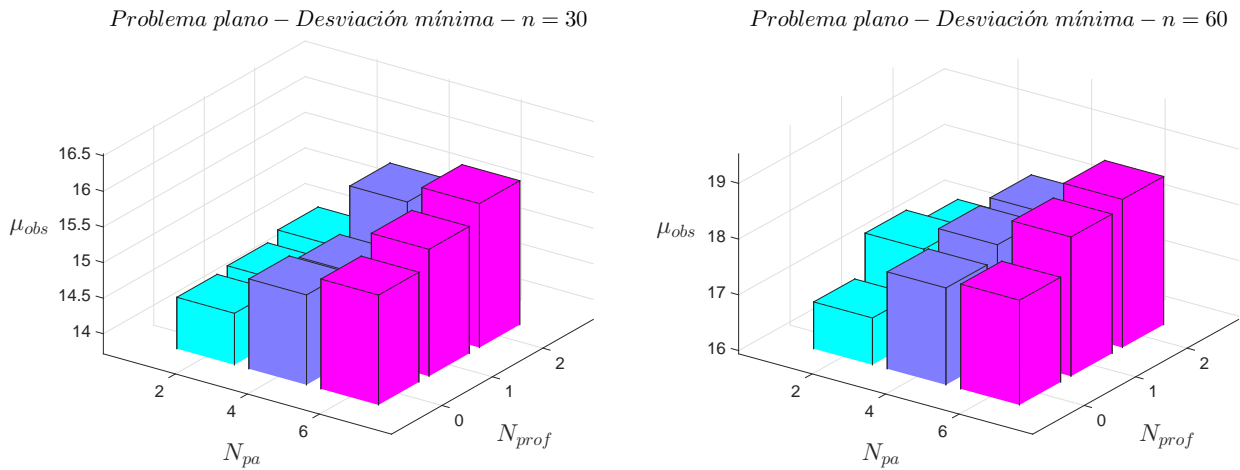 Problema plano – Desviación mínima – n = 30
16.5
16
15.5
15
14.5
14
μobs
2
4
6
Npa
0
1
2
Nprof
Problema plano – Desviación mínima – n = 60
19
18
17
16
μobs
2
4
6
Npa
0
1
2
Nprof